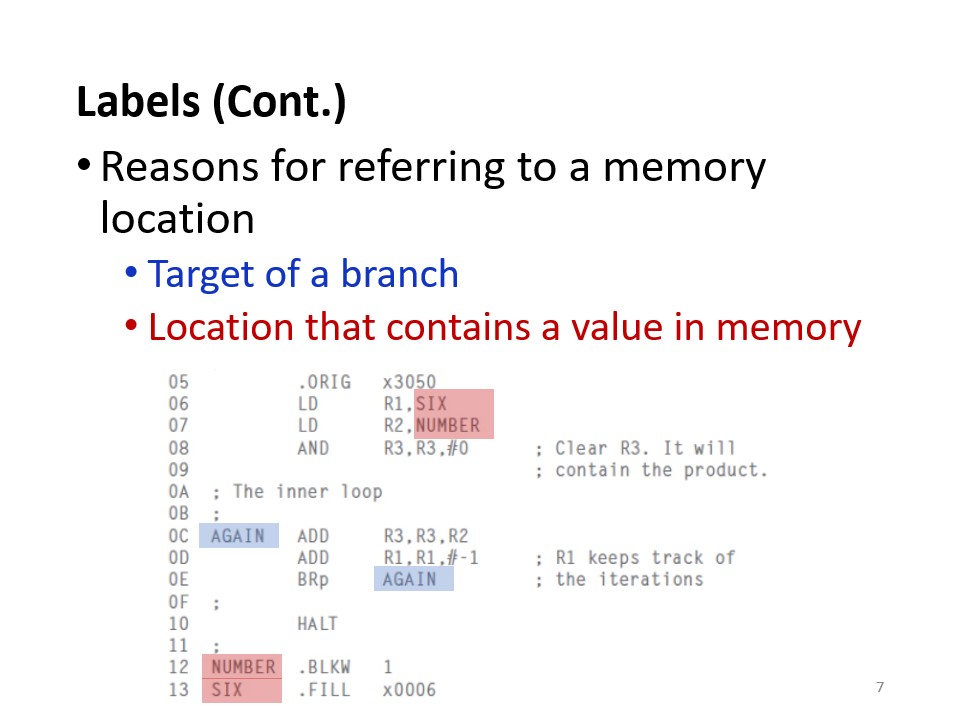 Labels (Cont.)
• Reasons for referring to a memory
location
• Target of a branch
• Location that contains a value in memory
05 .ORIG x3050
06 LD R1,SIX
07 LD R2,NUMBER
08 AND R3,R3,#0 ; Clear R3. It will
09 ; contain the product.
0A ; The inner loop
0B ;
0C AGAIN ADD R3,R3,R2
0D ADD R1,R1,#-1 ; R1 keeps track of
0E BRp AGAIN ; the iterations
0F ;
10 HALT
11 ;
12 NUMBER .BLKW 1
13 SIX .FILL x0006
7